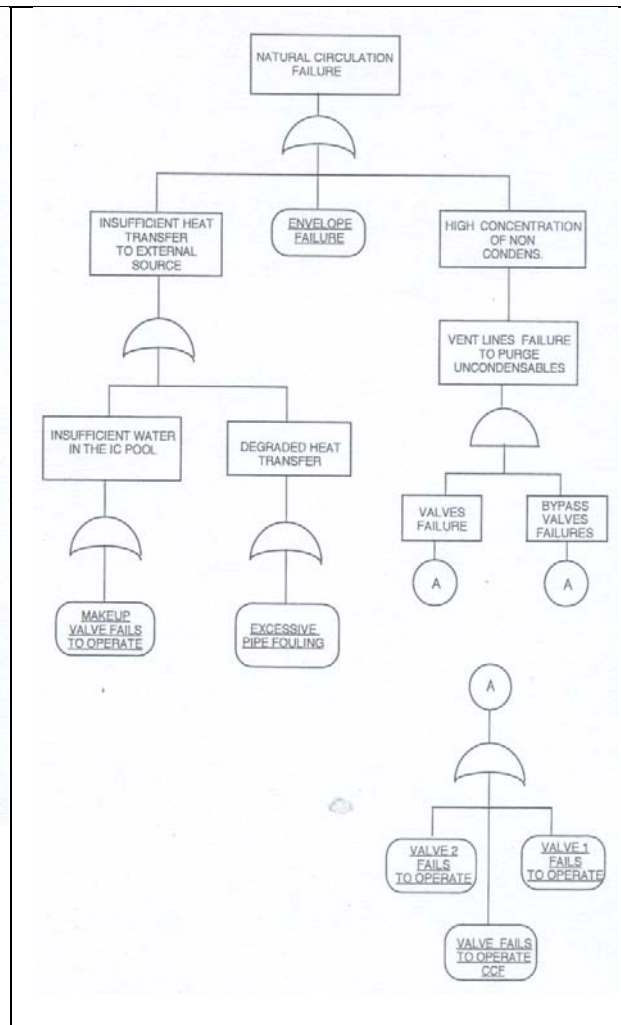 NATURAL CIRCULATION
FAILURE
INSUFFICIENT HEAT
TRANSFER
TO EXTERNAL
SOURCE
ENVELOPE
FAILURE
HIGH CONCENTRATION
OF NON
CONDENS.
VENT LINES FAILURE
TO PURGE
UNCONDENSABLES
INSUFFICIENT WATER
IN THE IC POOL
DEGRADED HEAT
TRANSFER
VALVES
FAILURE
BYPASS
VALVES
FAILURES
A
A
MAKEUP
VALVE FAILS
TO OPERATE
EXCESSIVE
PIPE FOULING
A
VALVE 2
FAILS
TO OPERATE
VALVE 1
FAILS
TO OPERATE
VALVE FAILS
TO OPERATE
CCF